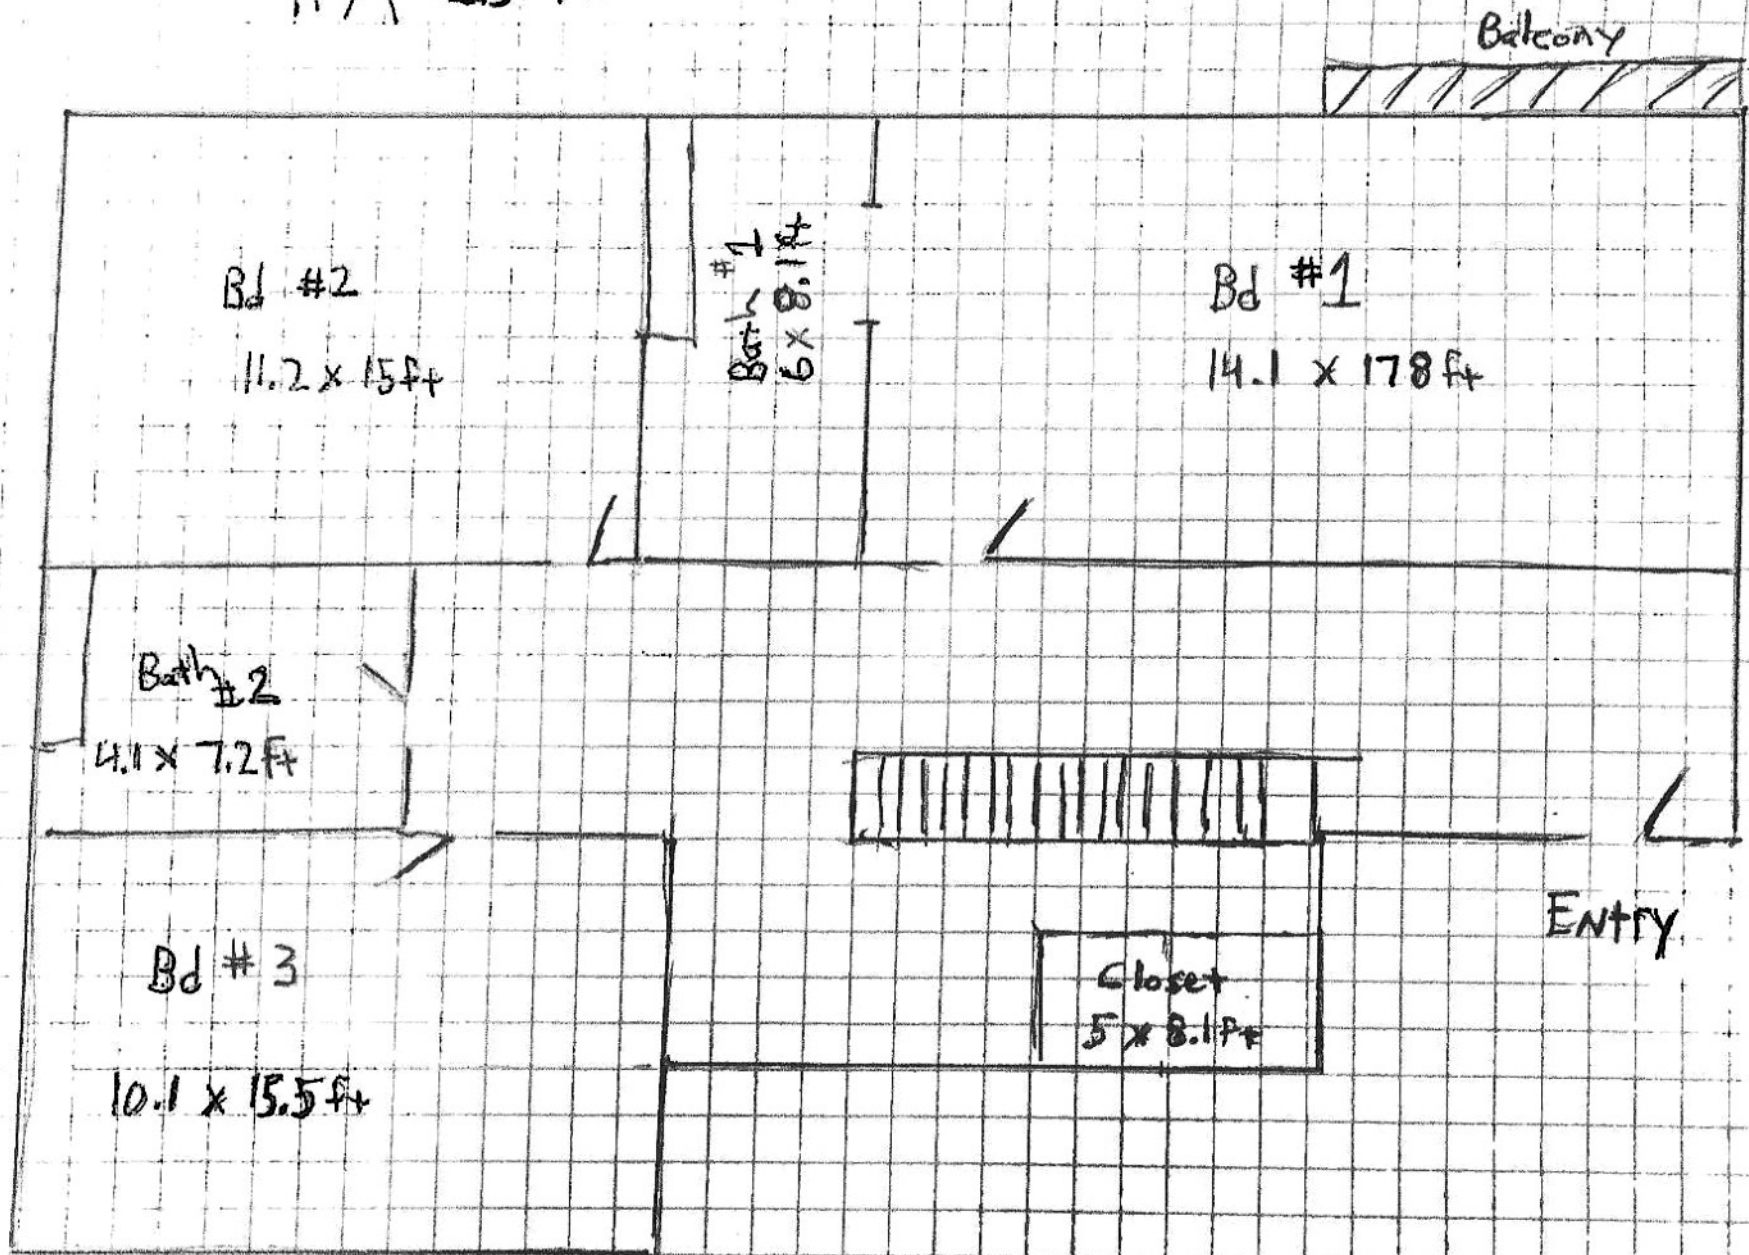 Balcony
Bd #2
11.2 x 15ft
Bath #1
6 x 8.1ft
Bd #1
14.1 x 178ft
Bath #2
4.1 x 7.2ft
Entry
Bd #3
10.1 x 15.5ft
Closet
5 x 8.1ft